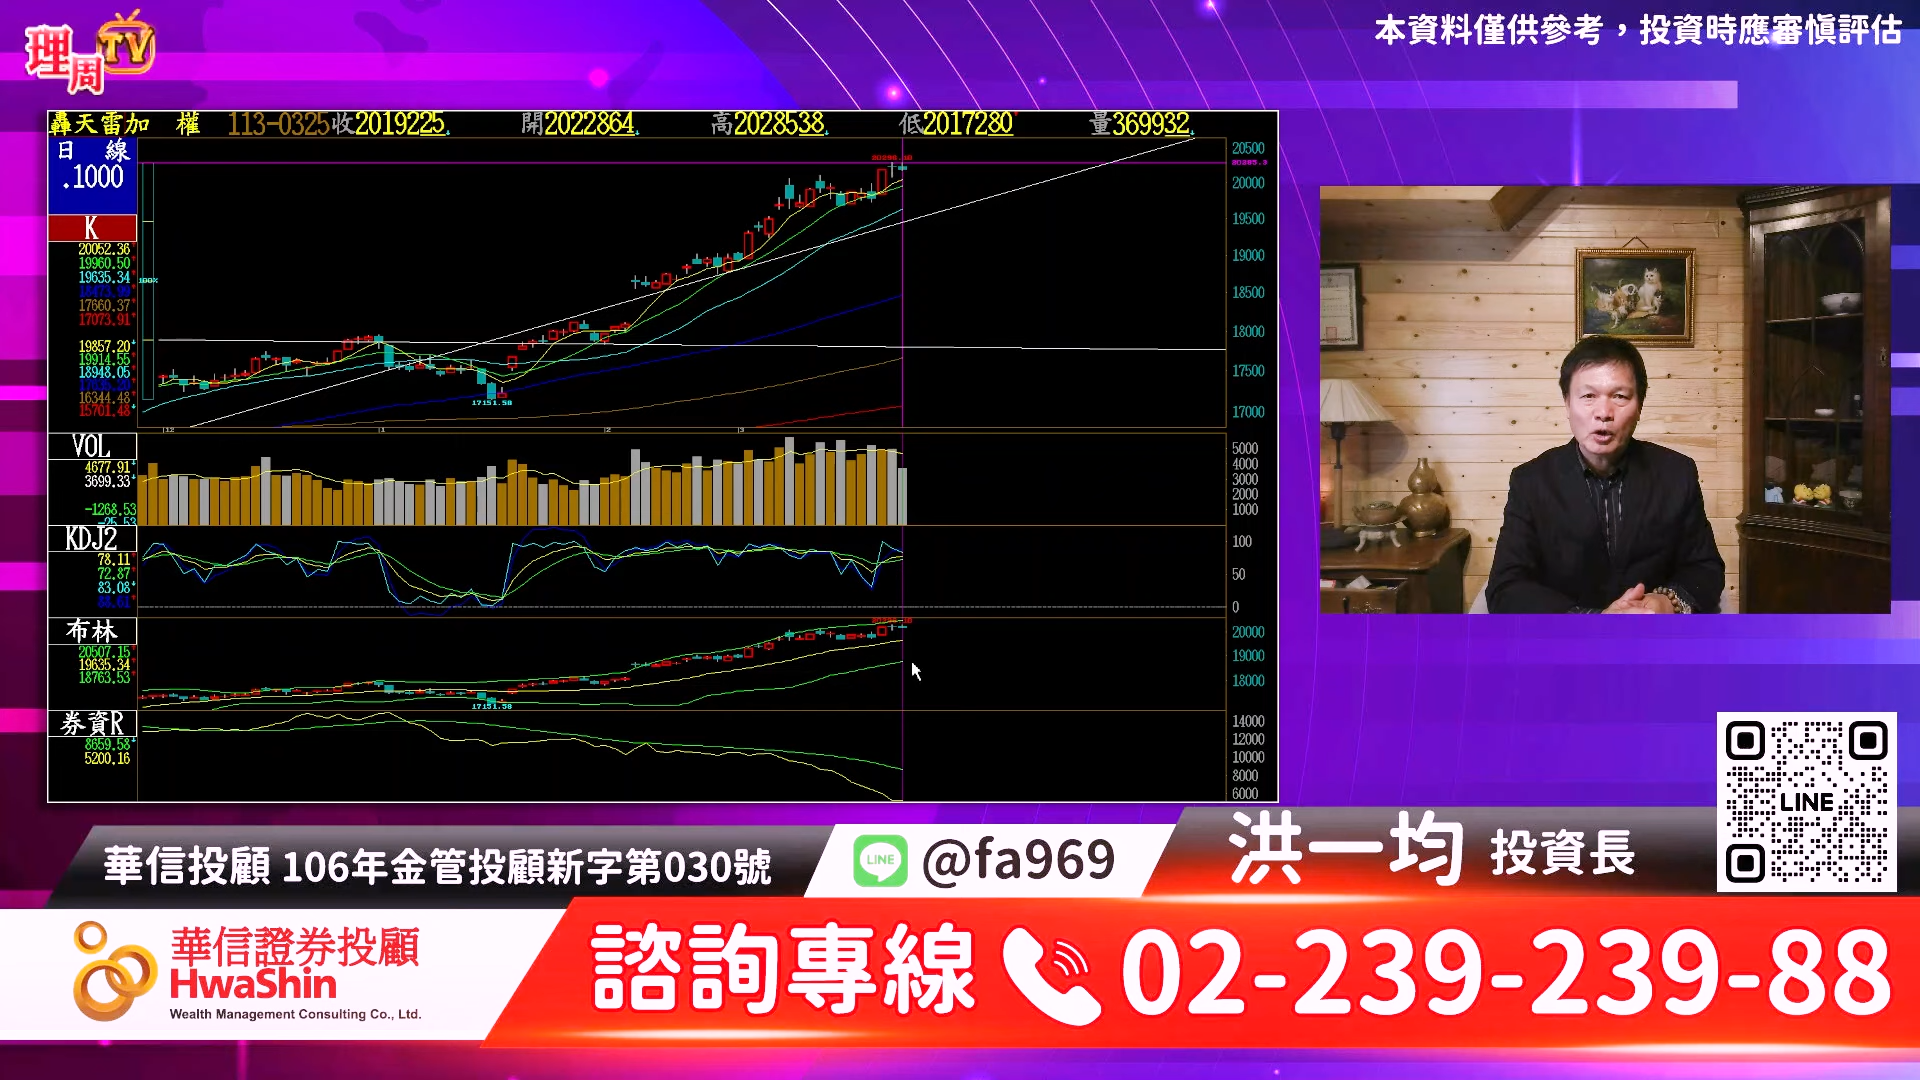 理周TV
本資料僅供參考，投資時應審慎評估
轟天雷加 權 113-0325收2019225 開2022864 高2028538 低2017280 量369932
日 線
.1000
K
20052.36
19960.50
19635.34
17660.37
17073.91
19857.20
19914.55
18948.05
16344.48
15701.48
100%
17151.58
20500
20000
19500
19000
18500
18000
17500
17000
12 1 2 3
VOL
4677.91
3699.33
-1268.53
-25.53
5000
4000
3000
2000
1000
KDJ2
78.11
72.87
83.08
88.61
100
50
0
布林
20507.15
19635.34
18763.53
17151.58
20000
19000
18000
券資R
8659.58
5200.16
14000
12000
10000
8000
6000
LINE
華信投顧 106年金管投顧新字第030號
LINE @fa969
洪一均 投資長
華信證券投顧
HwaShin
Wealth Management Consulting Co., Ltd.
諮詢專線 02-239-239-88